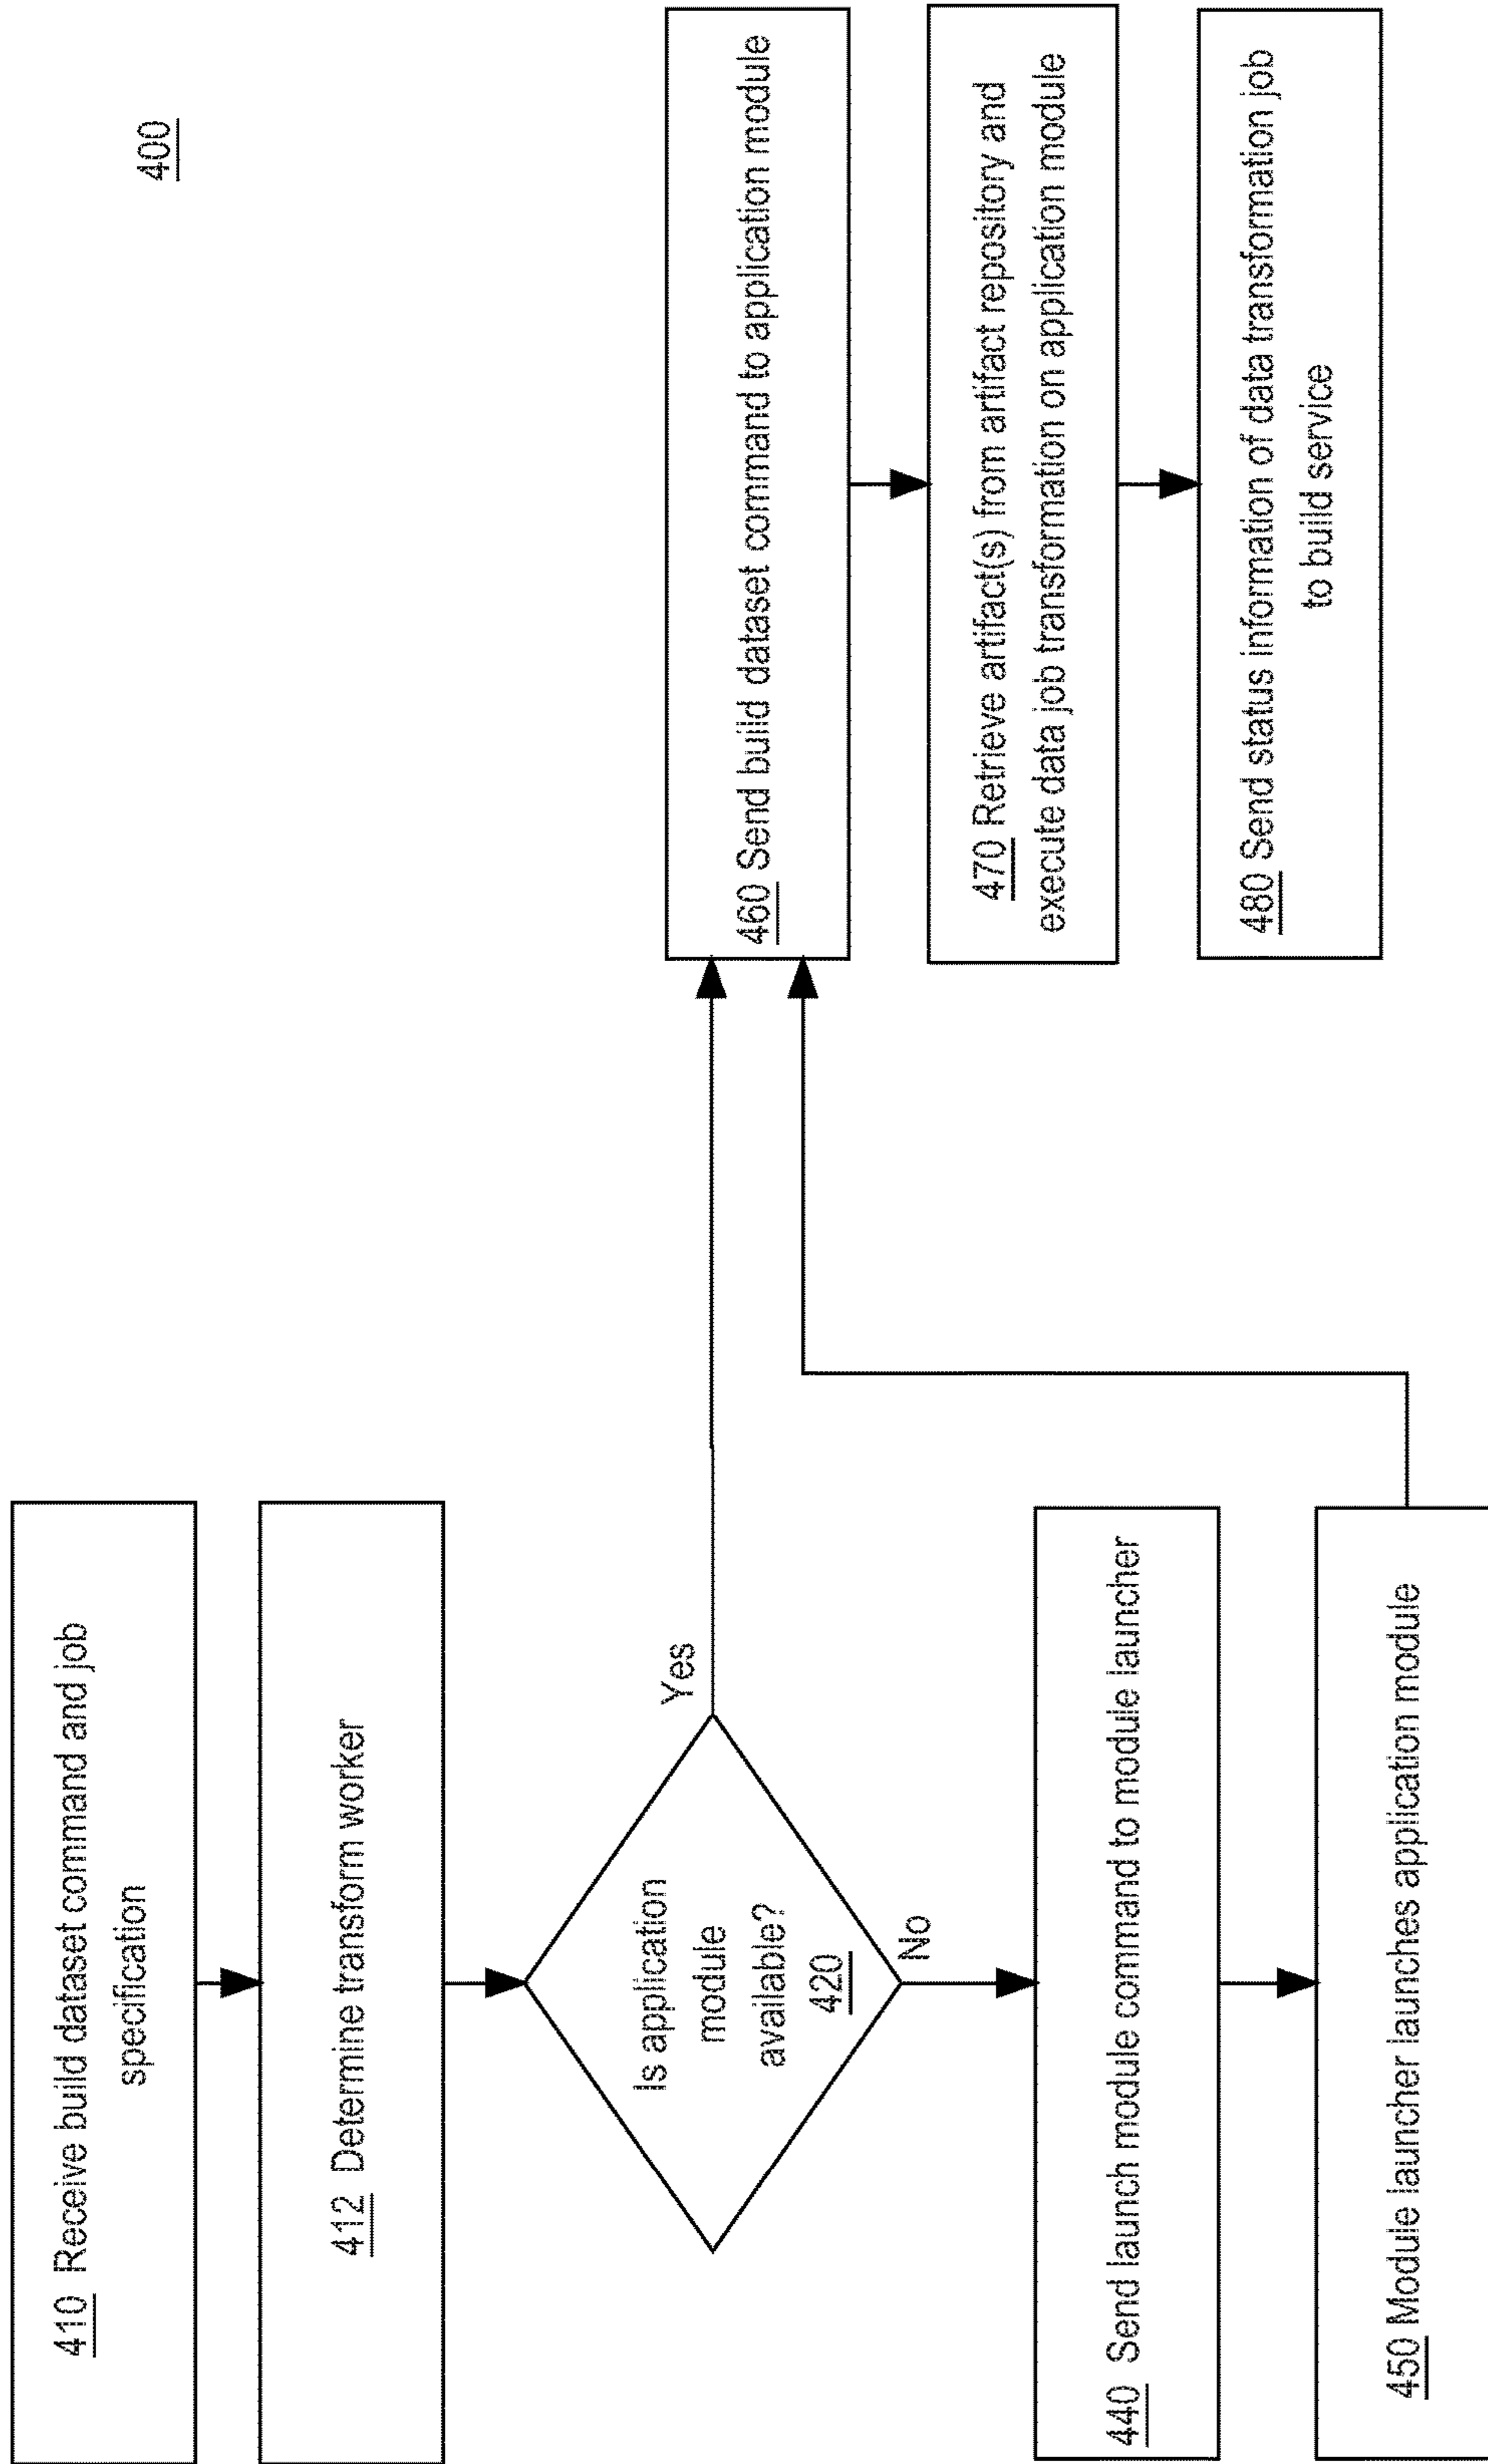 400
410 Receive build dataset command and job
specification
412 Determine transform worker
Is application
module
available?
420
Yes
No
440 Send launch module command to module launcher
450 Module launcher launches application module
460 Send build dataset command to application module
470 Retrieve artifact(s) from artifact repository and
execute data job transformation on application module
480 Send status information of data transformation job
to build service